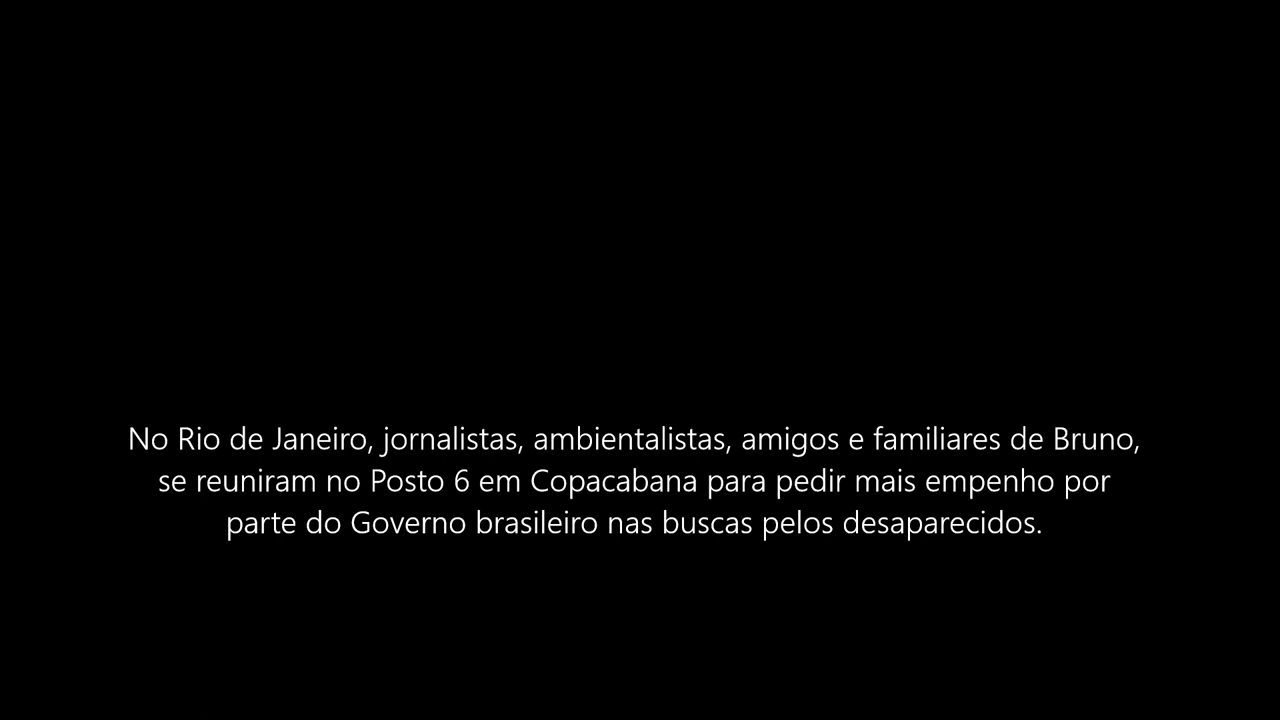 No Rio de Janeiro, jornalistas, ambientalistas, amigos e familiares de Bruno,
se reuniram no Posto 6 em Copacabana para pedir mais empenho por
parte do Governo brasileiro nas buscas pelos desaparecidos.